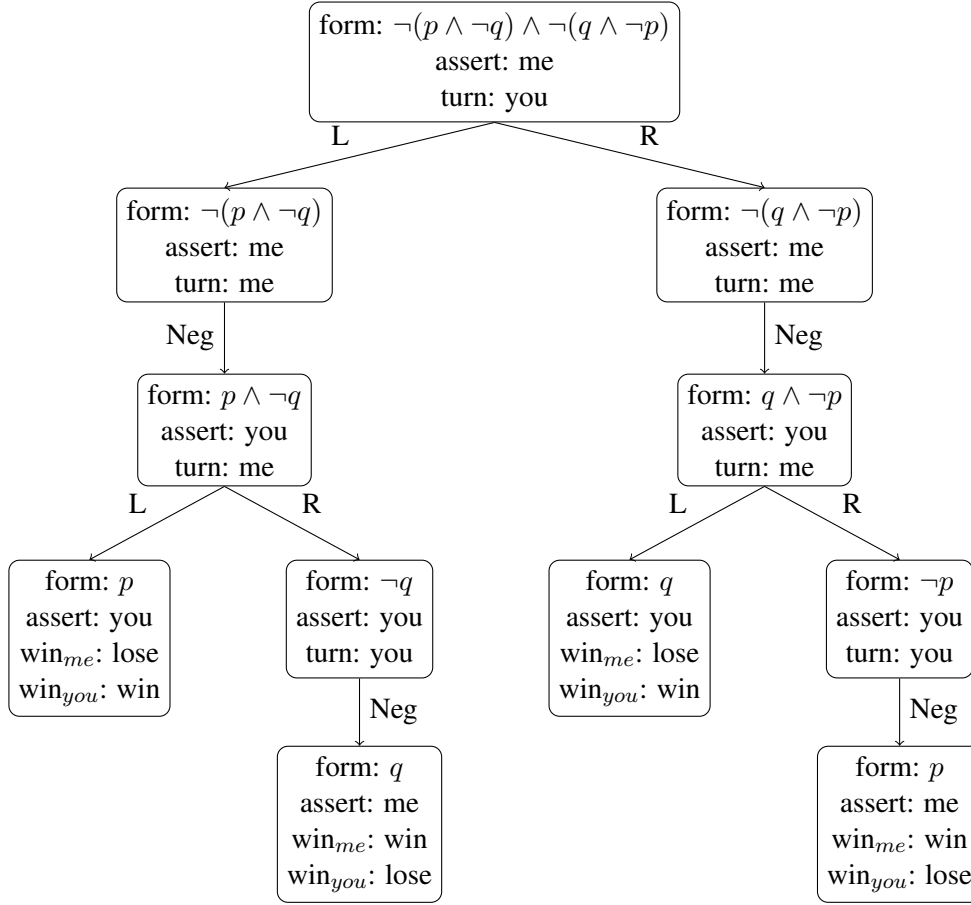 form: ¬(p ∧ ¬q) ∧ ¬(q ∧ ¬p)
assert: me
turn: you
L
R
form: ¬(p ∧ ¬q)
assert: me
turn: me
form: ¬(q ∧ ¬p)
assert: me
turn: me
Neg
Neg
form: p ∧ ¬q
assert: you
turn: me
form: q ∧ ¬p
assert: you
turn: me
L
R
L
R
form: p
assert: you
win_me: lose
win_you: win
form: ¬q
assert: you
turn: you
form: q
assert: you
win_me: lose
win_you: win
form: ¬p
assert: you
turn: you
Neg
Neg
form: q
assert: me
win_me: win
win_you: lose
form: p
assert: me
win_me: win
win_you: lose